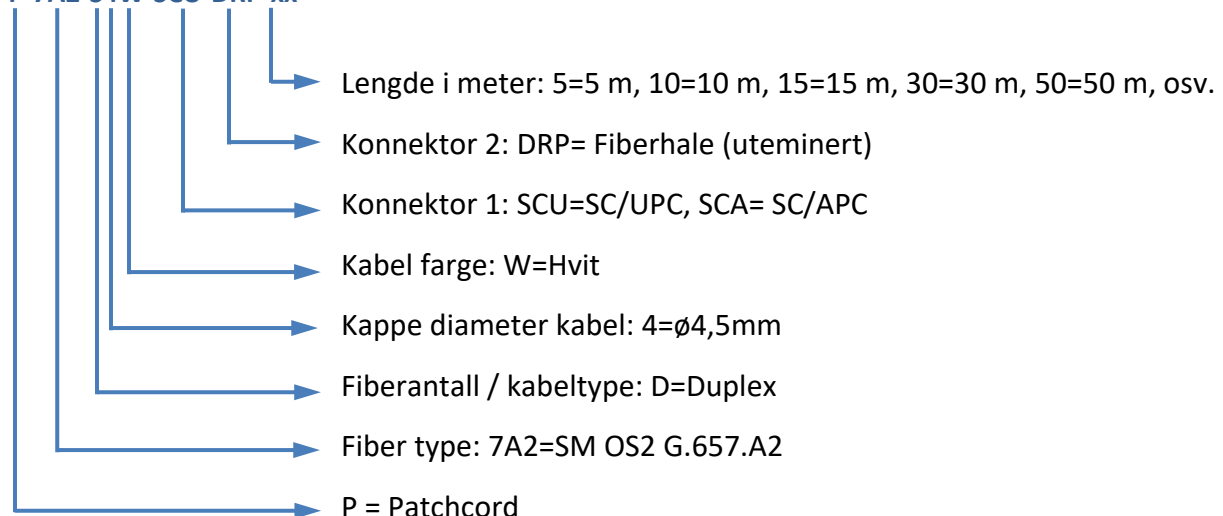 Lengde i meter: 5=5 m, 10=10 m, 15=15 m, 30=30 m, 50=50 m, osv.
Konnektor 2: DRP= Fiberhale (uteminert)
Konnektor 1: SCU=SC/UPC, SCA= SC/APC
Kabel farge: W=Hvit
Kappe diameter kabel: 4=ø4,5mm
Fiberantall / kabeltype: D=Duplex
Fiber type: 7A2=SM OS2 G.657.A2
P = Patchcord